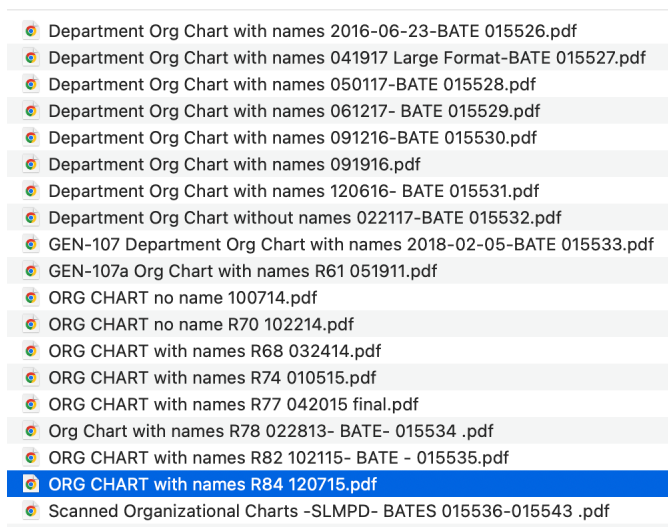 Department Org Chart with names 2016-06-23-BATE 015526.pdf
Department Org Chart with names 041917 Large Format-BATE 015527.pdf
Department Org Chart with names 050117-BATE 015528.pdf
Department Org Chart with names 061217- BATE 015529.pdf
Department Org Chart with names 091216-BATE 015530.pdf
Department Org Chart with names 091916.pdf
Department Org Chart with names 120616- BATE 015531.pdf
Department Org Chart without names 022117-BATE 015532.pdf
GEN-107 Department Org Chart with names 2018-02-05-BATE 015533.pdf
GEN-107a Org Chart with names R61 051911.pdf
ORG CHART no name 100714.pdf
ORG CHART no name R70 102214.pdf
ORG CHART with names R68 032414.pdf
ORG CHART with names R74 010515.pdf
ORG CHART with names R77 042015 final.pdf
Org Chart with names R78 022813- BATE- 015534 .pdf
ORG CHART with names R82 102115- BATE - 015535.pdf
ORG CHART with names R84 120715.pdf
Scanned Organizational Charts -SLMPD- BATES 015536-015543 .pdf